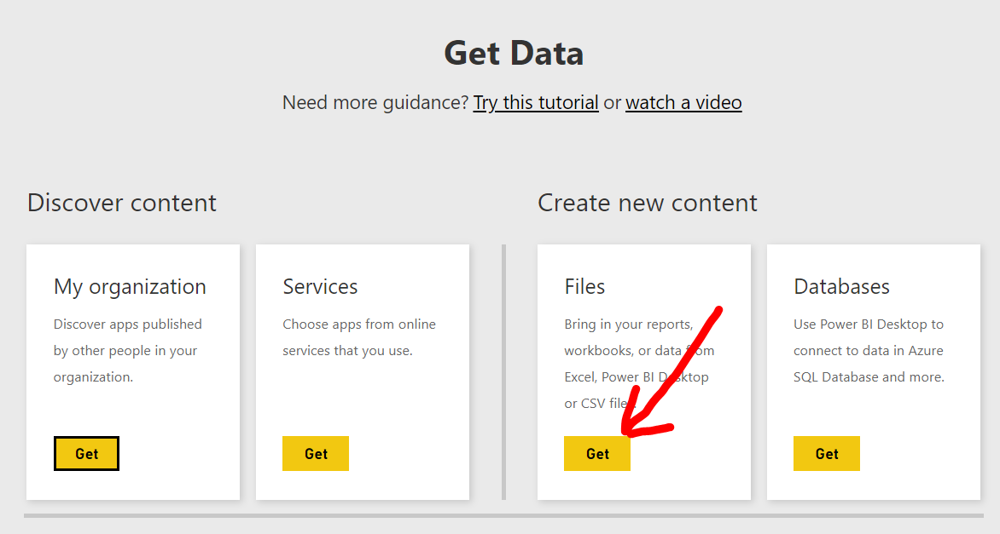 Get Data
Need more guidance? Try this tutorial or watch a video
Discover content
My organization
Discover apps published
by other people in your
organization.
Get
Services
Choose apps from online
services that you use.
Get
Create new content
Files
Bring in your reports,
workbooks, or data from
Excel, Power BI Desktop
or CSV files.
Get
Databases
Use Power BI Desktop to
connect to data in Azure
SQL Database and more.
Get